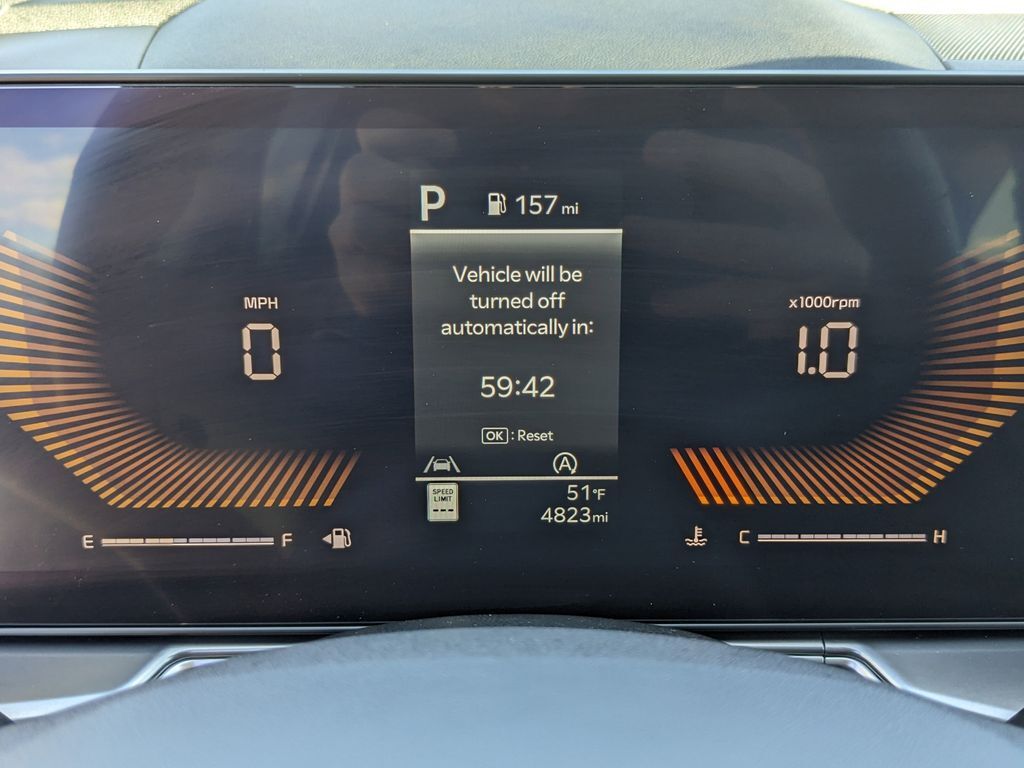 P 157 mi
Vehicle will be
turned off
automatically in:
59:42
OK : Reset
MPH
0
x1000rpm
1.0
A
SPEED
LIMIT
---
51°F
4823mi
E F
C H